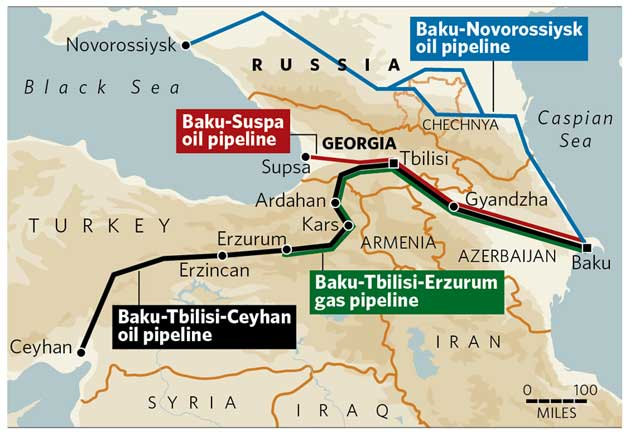 Novorossiysk
Baku-Novorossiysk
oil pipeline
RUSSIA
Black Sea
Caspian
Sea
CHECHNYA
Baku-Suspa
oil pipeline
GEORGIA
Tbilisi
Supsa
Ardahan
Gyandzha
TURKEY
Kars
Erzurum
ARMENIA
AZERBAIJAN
Baku
Erzincan
Baku-Tbilisi-Erzurum
gas pipeline
Baku-Tbilisi-Ceyhan
oil pipeline
Ceyhan
IRAN
SYRIA
IRAQ
0 100
MILES